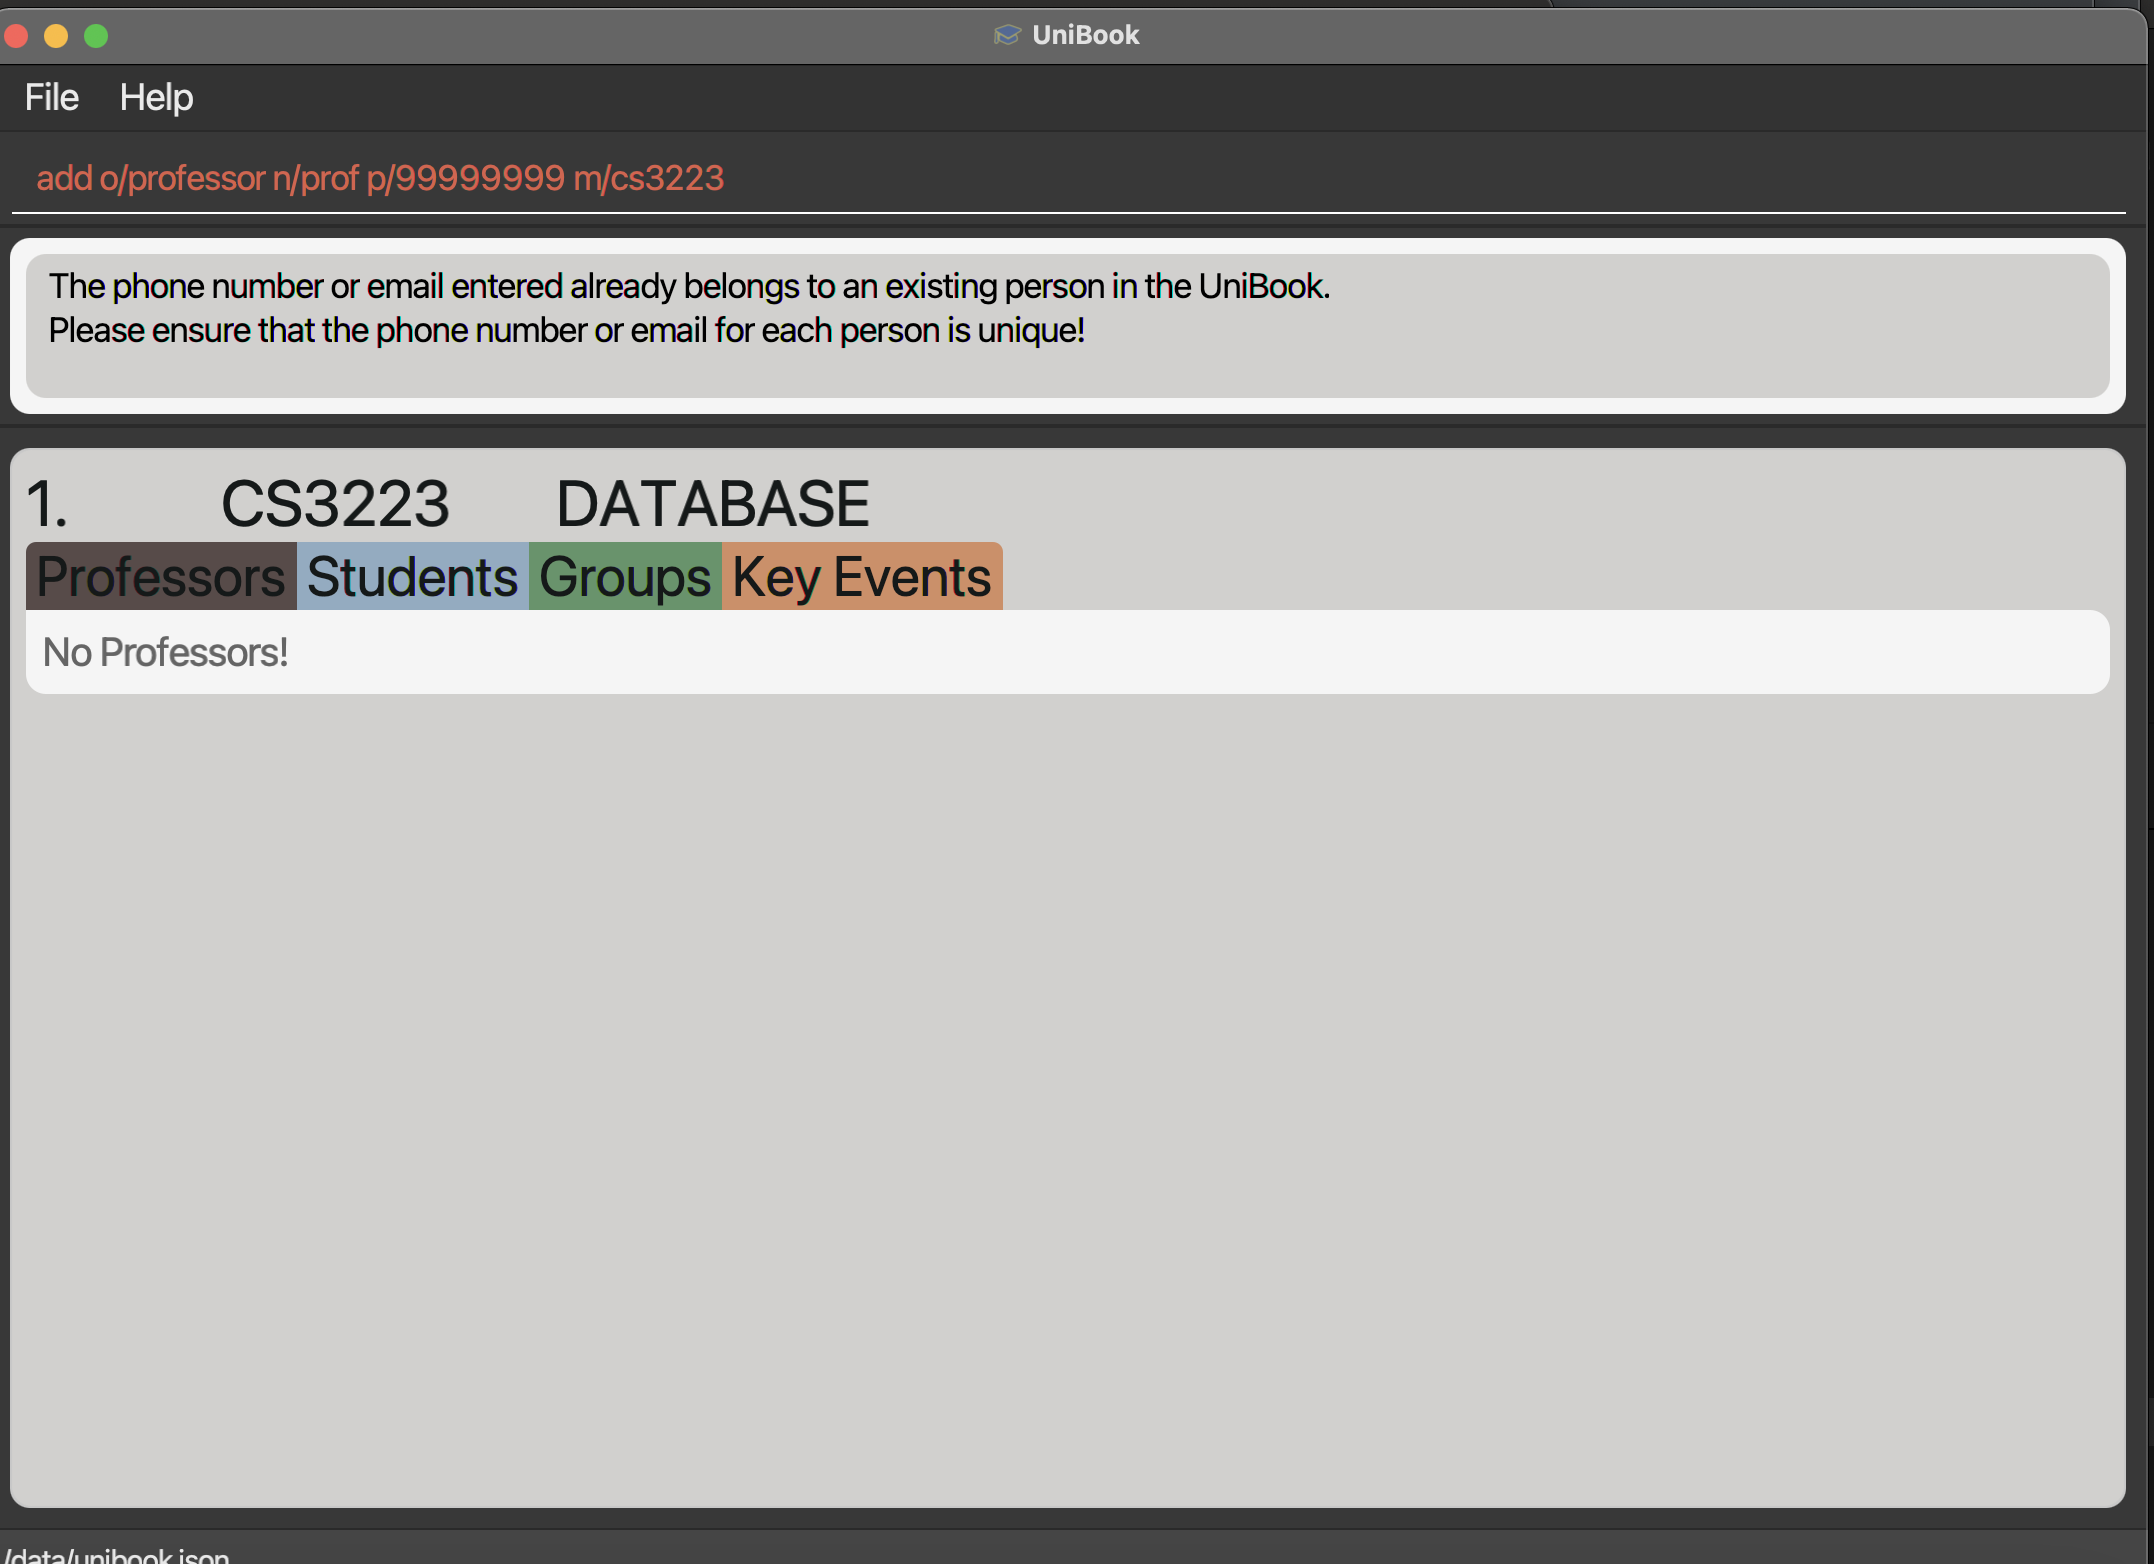 UniBook
File Help
add o/professor n/prof p/99999999 m/cs3223
The phone number or email entered already belongs to an existing person in the UniBook.
Please ensure that the phone number or email for each person is unique!
1. CS3223 DATABASE
Professors Students Groups Key Events
No Professors!
/data/unibook.json